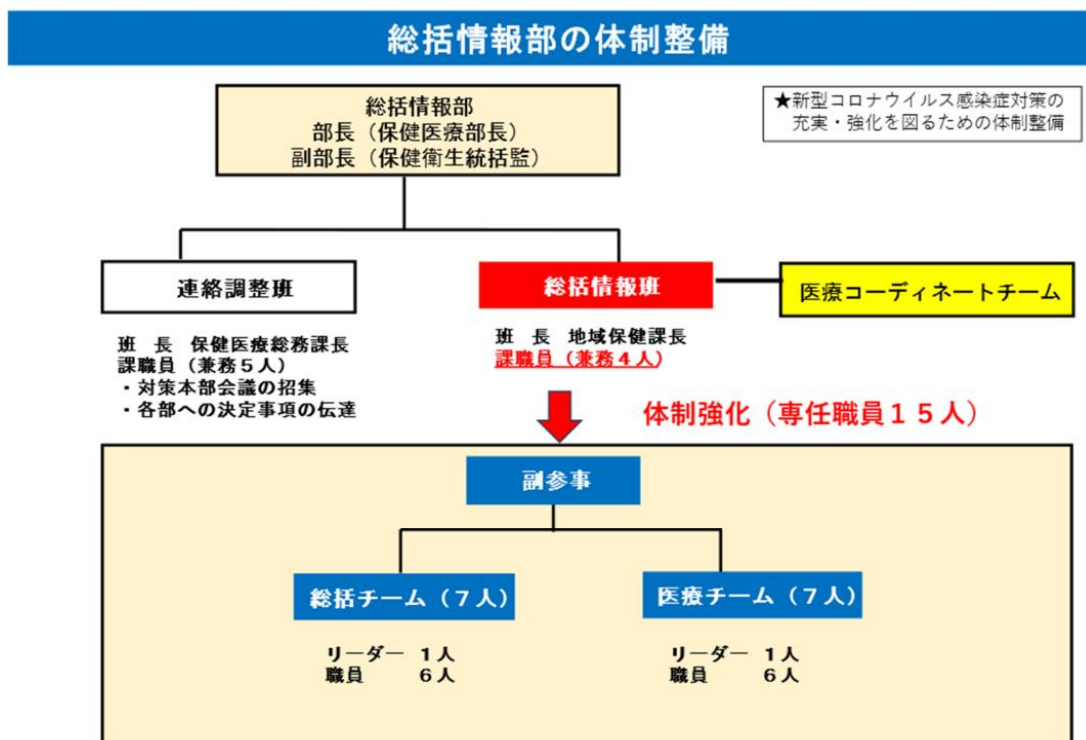 総括情報部の体制整備
総括情報部
部長（保健医療部長）
副部長（保健衛生統括監）
★新型コロナウイルス感染症対策の
充実・強化を図るための体制整備
連絡調整班
総括情報班
医療コーディネートチーム
班　長　保健医療総務課長
課職員（兼務５人）
・対策本部会議の招集
・各部への決定事項の伝達
班　長　地域保健課長
課職員（兼務４人）
体制強化（専任職員１５人）
副参事
総括チーム（７人）
医療チーム（７人）
リーダー　１人
職員　　　６人
リーダー　１人
職員　　　６人